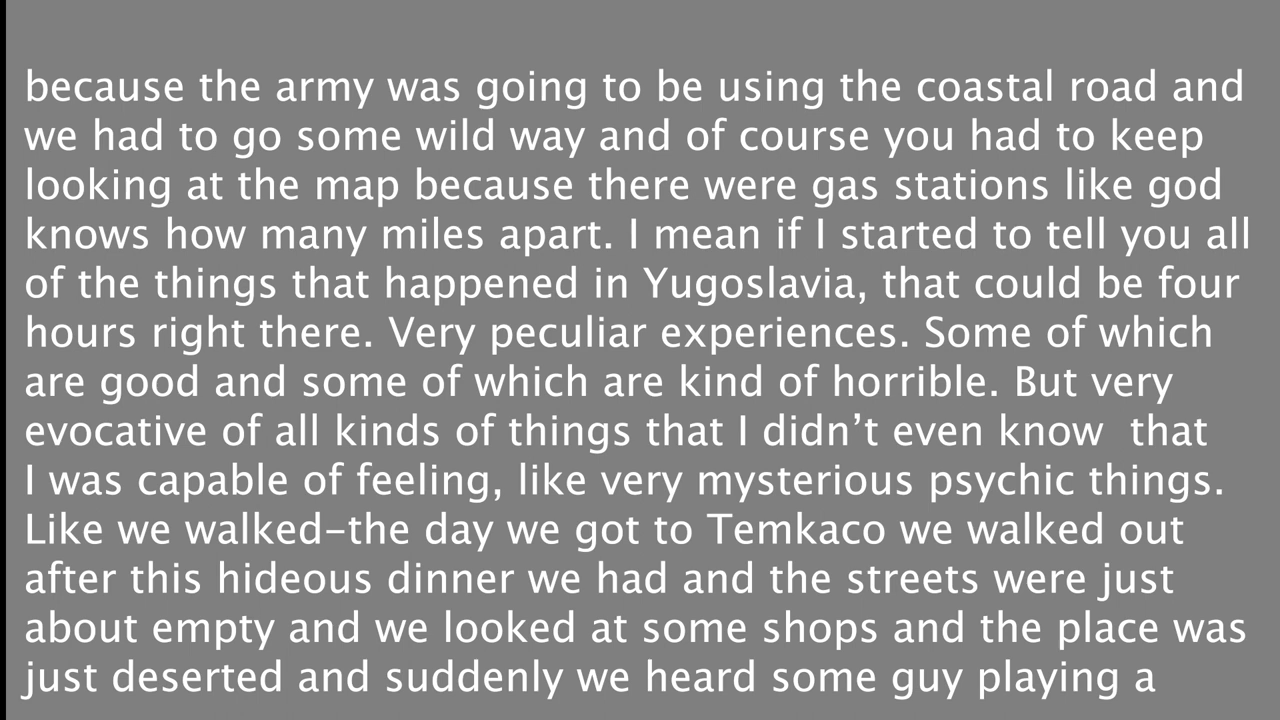 because the army was going to be using the coastal road and
we had to go some wild way and of course you had to keep
looking at the map because there were gas stations like god
knows how many miles apart. I mean if I started to tell you all
of the things that happened in Yugoslavia, that could be four
hours right there. Very peculiar experiences. Some of which
are good and some of which are kind of horrible. But very
evocative of all kinds of things that I didn’t even know  that
I was capable of feeling, like very mysterious psychic things.
Like we walked–the day we got to Temkaco we walked out
after this hideous dinner we had and the streets were just
about empty and we looked at some shops and the place was
just deserted and suddenly we heard some guy playing a